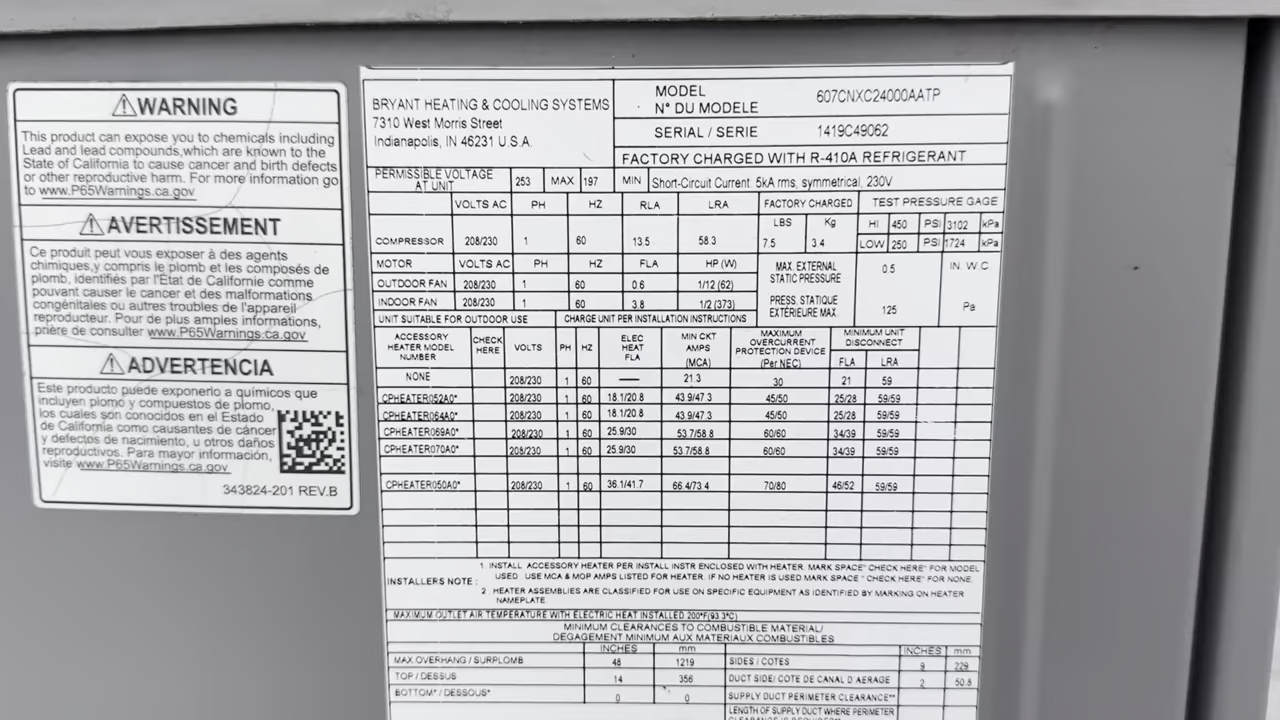 ⚠WARNING
This product can expose you to chemicals including
Lead and lead compounds,which are known to the
State of California to cause cancer and birth defects
or other reproductive harm. For more information go
to www.P65Warnings.ca.gov
⚠AVERTISSEMENT
Ce produit peut vous exposer à des agents
chimiques,y compris le plomb et les composés de
plomb, identifiés par l'État de Californie comme
pouvant causer le cancer et des malformations
congénitales ou autres troubles de l'appareil
reproducteur. Pour de plus amples informations,
prière de consulter www.P65Warnings.ca.gov
⚠ADVERTENCIA
Este producto puede exponerlo a químicos que
incluyen plomo y compuestos de plomo,
los cuales son conocidos en el Estado
de California como causantes de cáncer
y defectos de nacimiento, u otros daños
reproductivos. Para mayor información,
visite www.P65Warnings.ca.gov
343824-201 REV.B
BRYANT HEATING & COOLING SYSTEMS
7310 West Morris Street
Indianapolis, IN 46231 U.S.A.
MODEL
N° DU MODELE 607CNXC24000AATP
SERIAL / SERIE 1419C49062
FACTORY CHARGED WITH R-410A REFRIGERANT
PERMISSIBLE VOLTAGE
AT UNIT 253 MAX 197 MIN Short-Circuit Current: 5kA rms, symmetrical, 230V
VOLTS AC PH HZ RLA LRA FACTORY CHARGED TEST PRESSURE GAGE
LBS Kg HI 450 PSI 3102 kPa
COMPRESSOR 208/230 1 60 13.5 58.3 7.5 3.4 LOW 250 PSI 1724 kPa
MOTOR VOLTS AC PH HZ FLA HP (W) MAX. EXTERNAL
STATIC PRESSURE 0.5 IN. W.C.
OUTDOOR FAN 208/230 1 60 0.6 1/12 (62)
INDOOR FAN 208/230 1 60 3.8 1/2 (373) PRESS. STATIQUE
EXTÉRIEURE MAX. 125 Pa
UNIT SUITABLE FOR OUTDOOR USE CHARGE UNIT PER INSTALLATION INSTRUCTIONS
ACCESSORY
HEATER MODEL
NUMBER CHECK
HERE VOLTS PH HZ ELEC
HEAT
FLA MIN CKT
AMPS
(MCA) MAXIMUM
OVERCURRENT
PROTECTION DEVICE
(Per NEC) MINIMUM UNIT
DISCONNECT
FLA LRA
NONE 208/230 1 60 — 21.3 30 21 59
CPHEATER052A0* 208/230 1 60 18.1/20.8 43.9/47.3 45/50 25/28 59/59
CPHEATER064A0* 208/230 1 60 18.1/20.8 43.9/47.3 45/50 25/28 59/59
CPHEATER069A0* 208/230 1 60 25.9/30 53.7/58.8 60/60 34/39 59/59
CPHEATER070A0* 208/230 1 60 25.9/30 53.7/58.8 60/60 34/39 59/59
CPHEATER050A0* 208/230 1 60 36.1/41.7 66.4/73.4 70/80 46/52 59/59
INSTALLERS NOTE :
1 INSTALL ACCESSORY HEATER PER INSTALL INSTR ENCLOSED WITH HEATER. MARK SPACE" CHECK HERE" FOR MODEL
USED. USE MCA & MOP AMPS LISTED FOR HEATER. IF NO HEATER IS USED MARK SPACE " CHECK HERE" FOR NONE.
2 HEATER ASSEMBLIES ARE CLASSIFIED FOR USE ON SPECIFIC EQUIPMENT AS IDENTIFIED BY MARKING ON HEATER
NAMEPLATE.
MAXIMUM OUTLET AIR TEMPERATURE WITH ELECTRIC HEAT INSTALLED 200°F(93.3°C)
MINIMUM CLEARANCES TO COMBUSTIBLE MATERIAL/
DEGAGEMENT MINIMUM AUX MATERIAUX COMBUSTIBLES
INCHES mm INCHES mm
MAX.OVERHANG / SURPLOMB 48 1219 SIDES / COTES 9 229
TOP / DESSUS 14 356 DUCT SIDE/ COTE DE CANAL D'AERAGE 2 50.8
BOTTOM* / DESSOUS* 0 0 SUPPLY DUCT PERIMETER CLEARANCE**
LENGTH OF SUPPLY DUCT WHERE PERIMETER